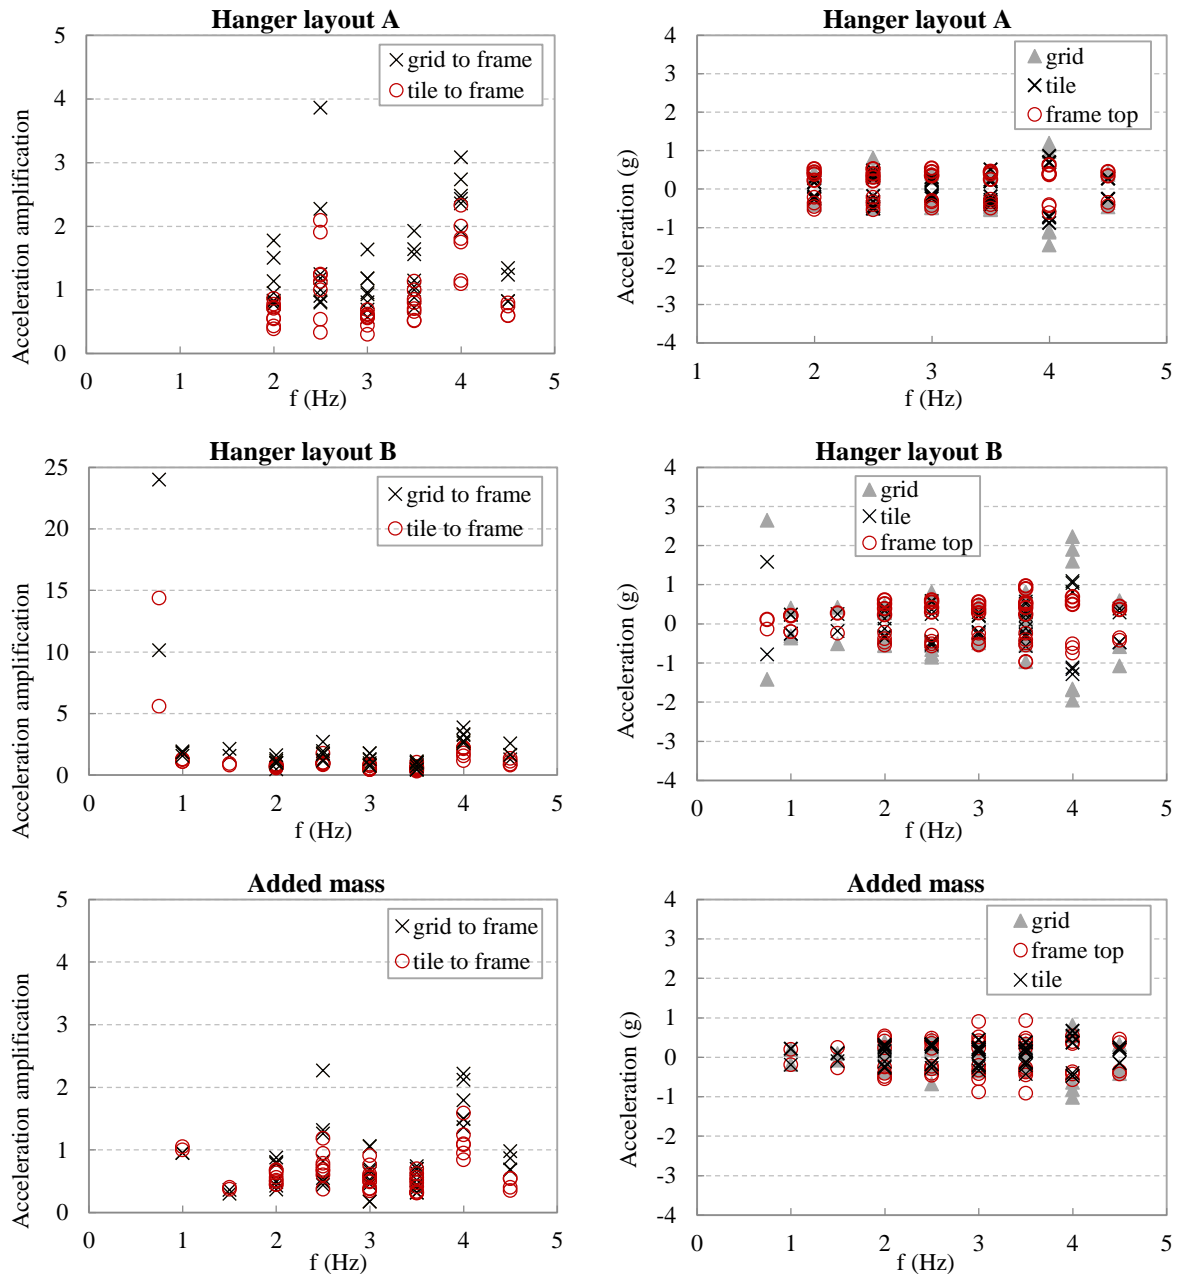 Hanger layout A
Acceleration amplification
5
4
3
2
1
0
grid to frame
tile to frame
0 1 2 3 4 5
f (Hz)
Hanger layout A
Acceleration (g)
4
3
2
1
0
-1
-2
-3
-4
grid
tile
frame top
1 2 3 4 5
f (Hz)
Hanger layout B
Acceleration amplification
25
20
15
10
5
0
grid to frame
tile to frame
0 1 2 3 4 5
f (Hz)
Hanger layout B
Acceleration (g)
4
3
2
1
0
-1
-2
-3
-4
grid
tile
frame top
0 1 2 3 4 5
f (Hz)
Added mass
Acceleration amplification
5
4
3
2
1
0
grid to frame
tile to frame
0 1 2 3 4 5
f (Hz)
Added mass
Acceleration (g)
4
3
2
1
0
-1
-2
-3
-4
grid
frame top
tile
0 1 2 3 4 5
f (Hz)